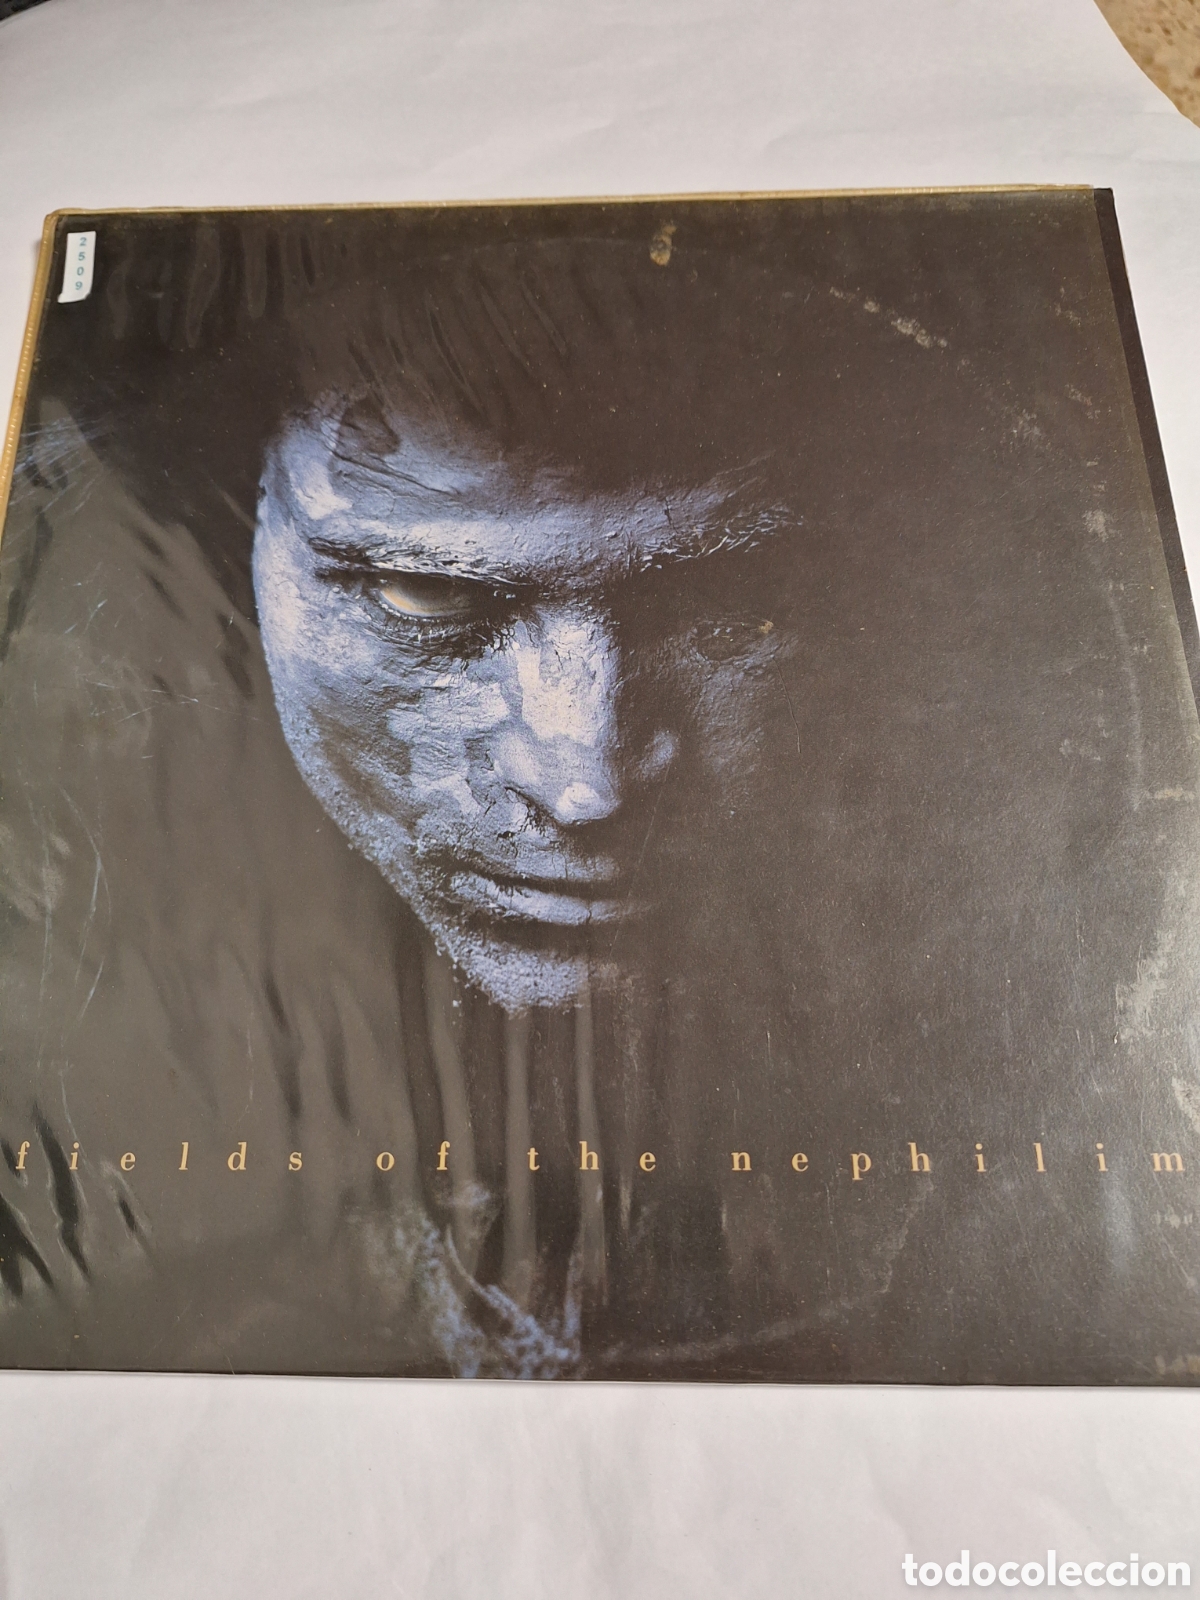 2509
fields of the nephilim
todocoleccion